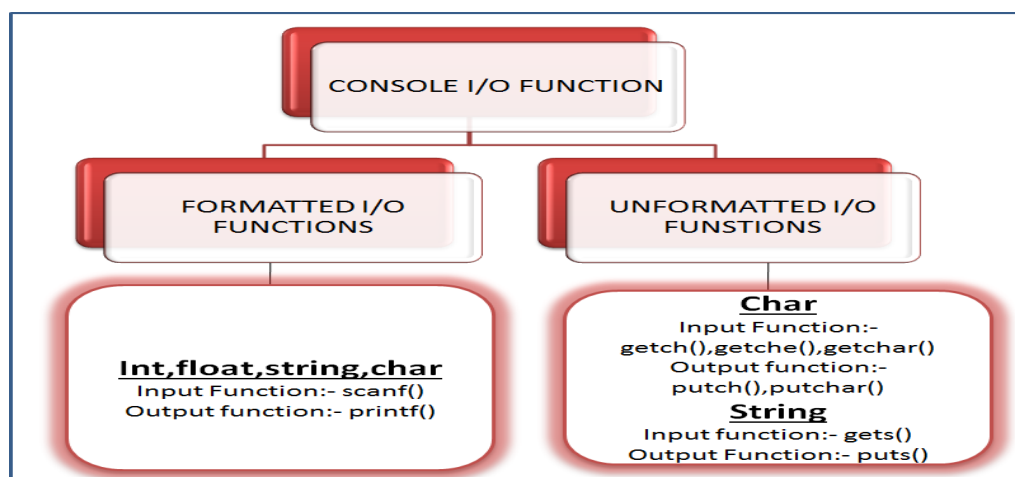 CONSOLE I/O FUNCTION
FORMATTED I/O
FUNCTIONS
UNFORMATTED I/O
FUNSTIONS
Int,float,string,char
Input Function:- scanf()
Output function:- printf()
Char
Input Function:-
getch(),getche(),getchar()
Output function:-
putch(),putchar()
String
Input function:- gets()
Output Function:- puts()